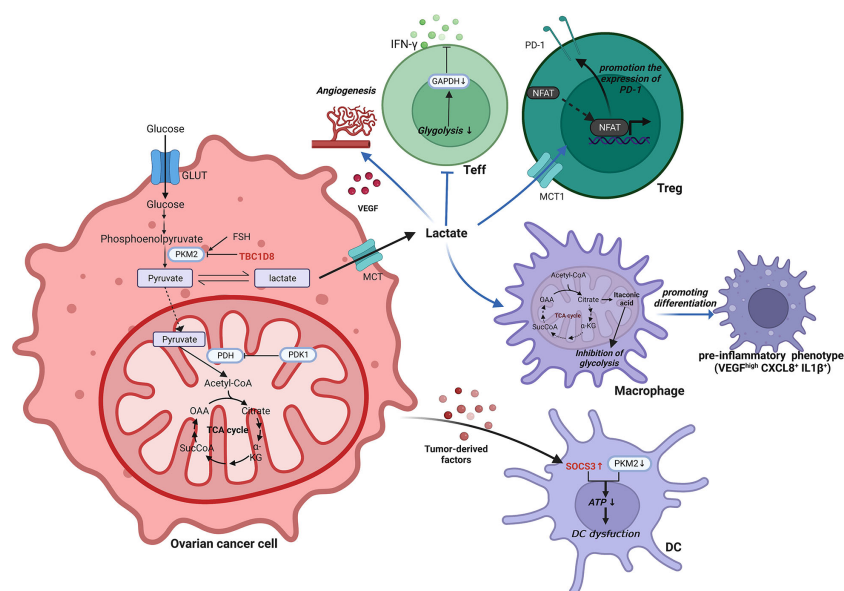 IFN-γ
GAPDH↓
Glygolysis ↓
Teff
PD-1
promotion the
expression of
PD-1
NFAT
NFAT
MCT1
Treg
Angiogenesis
VEGF
Glucose
GLUT
Glucose
Phosphoenolpyruvate
FSH
PKM2
TBC1D8
Pyruvate
lactate
MCT
Lactate
Pyruvate
PDH
PDK1
Acetyl-CoA
OAA
Citrate
TCA cycle
SucCoA
α-
KG
Ovarian cancer cell
Acetyl-CoA
OAA
Citrate
Itaconic
acid
TCA cycle
SucCoA
α-KG
Inhibition of
glycolysis
Macrophage
promoting
differentiation
pre-inflammatory phenotype
(VEGFhigh CXCL8+ IL1β+)
Tumor-derived
factors
SOCS3↑
PKM2↓
ATP ↓
DC dysfuction
DC